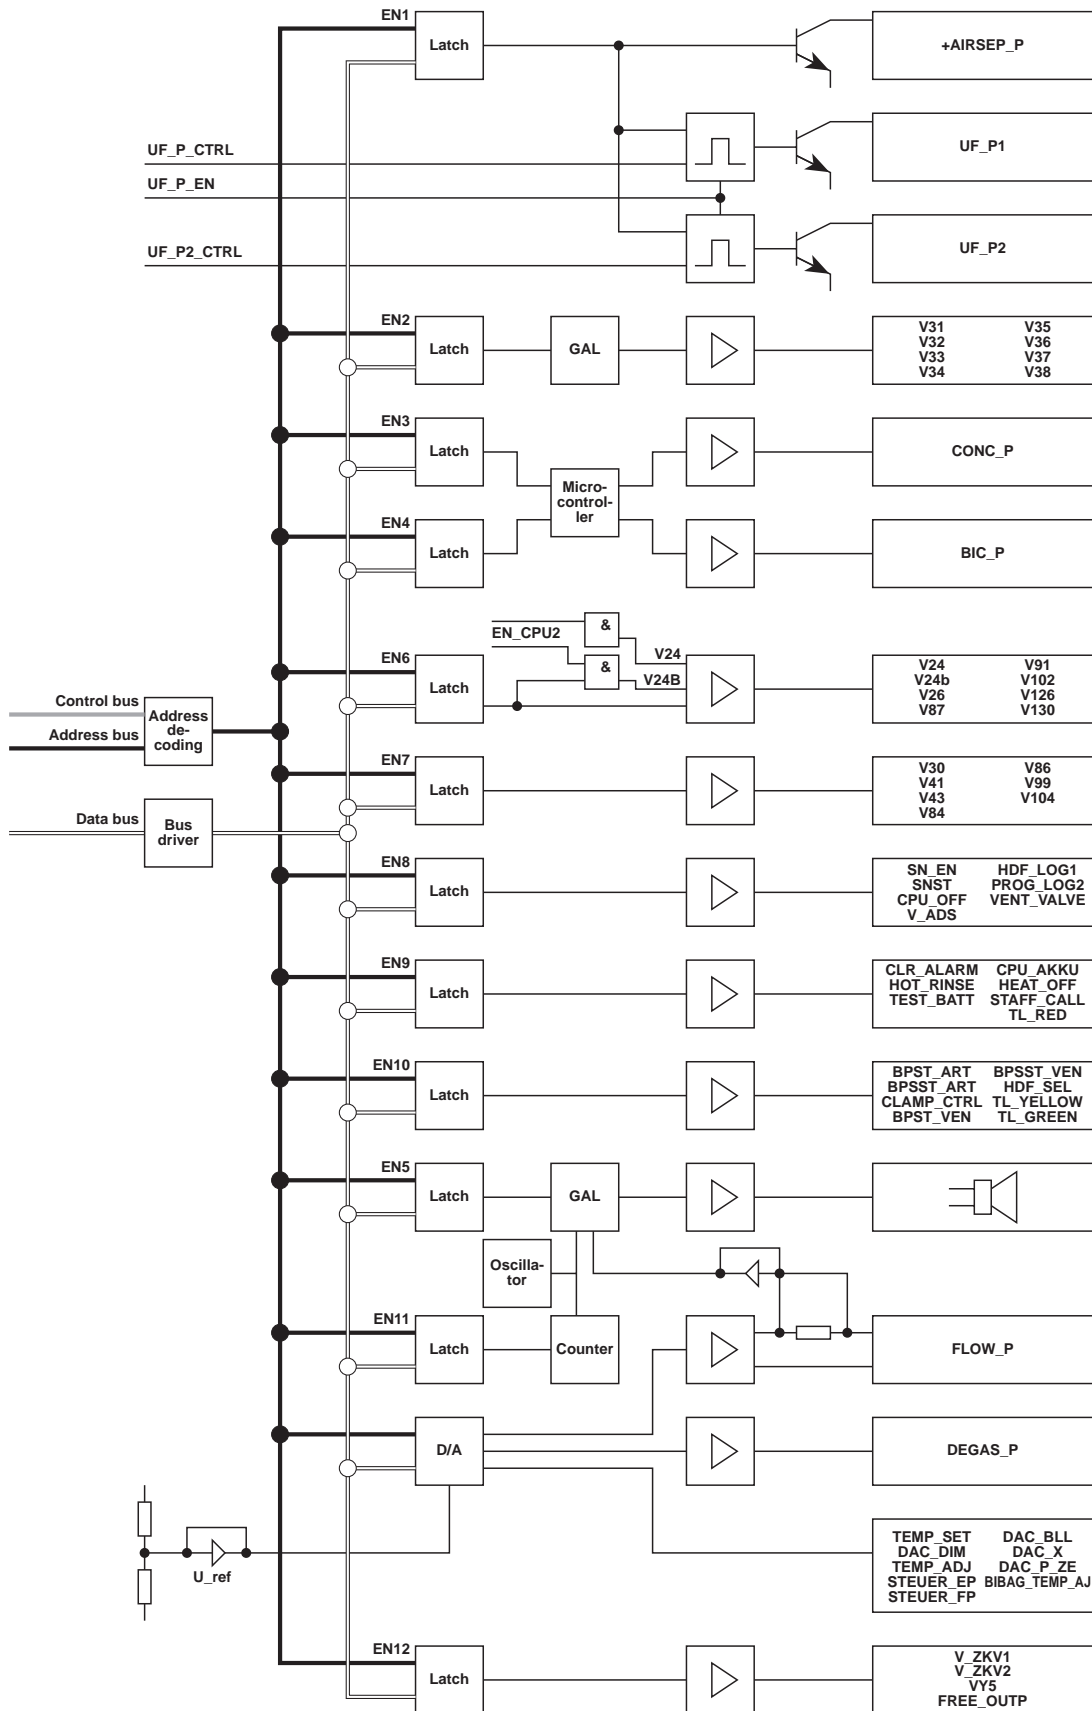 EN1
Latch
+AIRSEP_P
UF_P_CTRL
UF_P1
UF_P_EN
UF_P2_CTRL
UF_P2
EN2
Latch
GAL
V31 V35
V32 V36
V33 V37
V34 V38
EN3
Latch
CONC_P
Micro-
control-
ler
EN4
Latch
BIC_P
&
EN_CPU2
V24
EN6
Latch
&
V24B
V24 V91
V24b V102
V26 V126
V87 V130
Control bus
Address bus
Address
de-
coding
EN7
Latch
V30 V86
V41 V99
V43 V104
V84
Data bus
Bus
driver
EN8
Latch
SN_EN HDF_LOG1
SNST PROG_LOG2
CPU_OFF VENT_VALVE
V_ADS
EN9
Latch
CLR_ALARM CPU_AKKU
HOT_RINSE HEAT_OFF
TEST_BATT STAFF_CALL
TL_RED
EN10
Latch
BPST_ART BPSST_VEN
BPSST_ART HDF_SEL
CLAMP_CTRL TL_YELLOW
BPST_VEN TL_GREEN
EN5
Latch
GAL
Oscilla-
tor
EN11
Latch
Counter
FLOW_P
D/A
DEGAS_P
U_ref
TEMP_SET DAC_BLL
DAC_DIM DAC_X
TEMP_ADJ DAC_P_ZE
STEUER_EP BIBAG_TEMP_AJ
STEUER_FP
EN12
Latch
V_ZKV1
V_ZKV2
VY5
FREE_OUTP